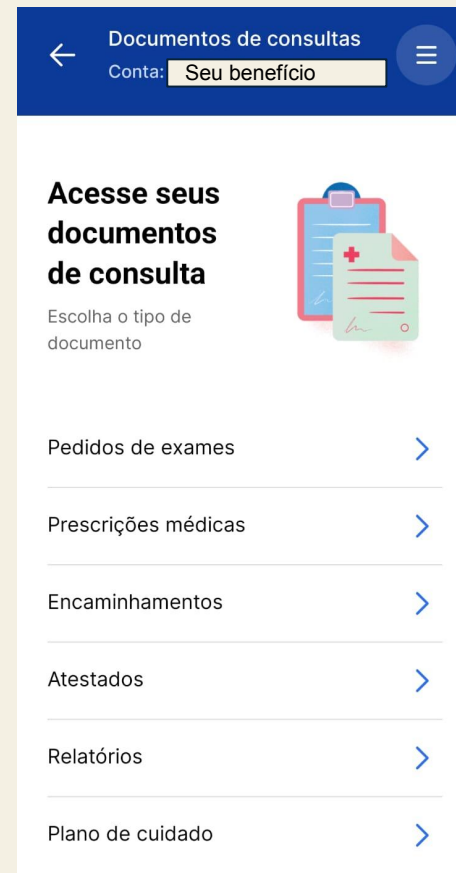 Documentos de consultas
Conta: Seu benefício
Acesse seus
documentos
de consulta
Escolha o tipo de
documento
Pedidos de exames
Prescrições médicas
Encaminhamentos
Atestados
Relatórios
Plano de cuidado